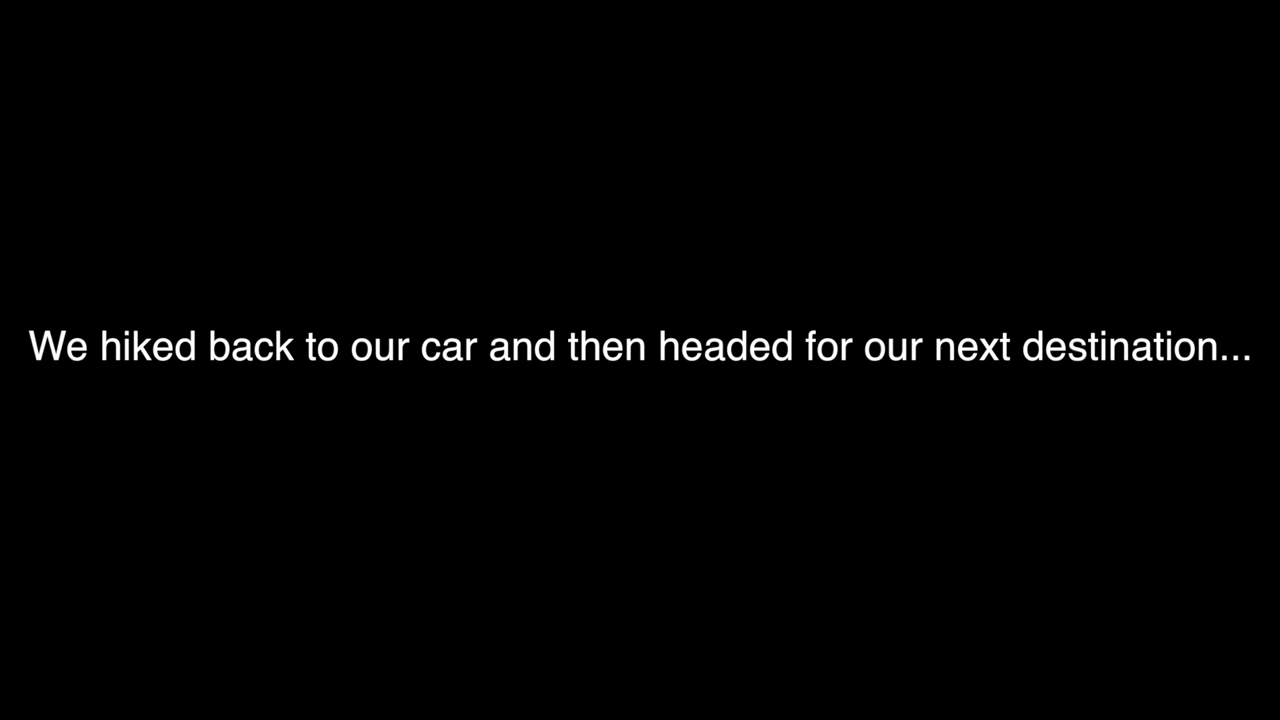 We hiked back to our car and then headed for our next destination...